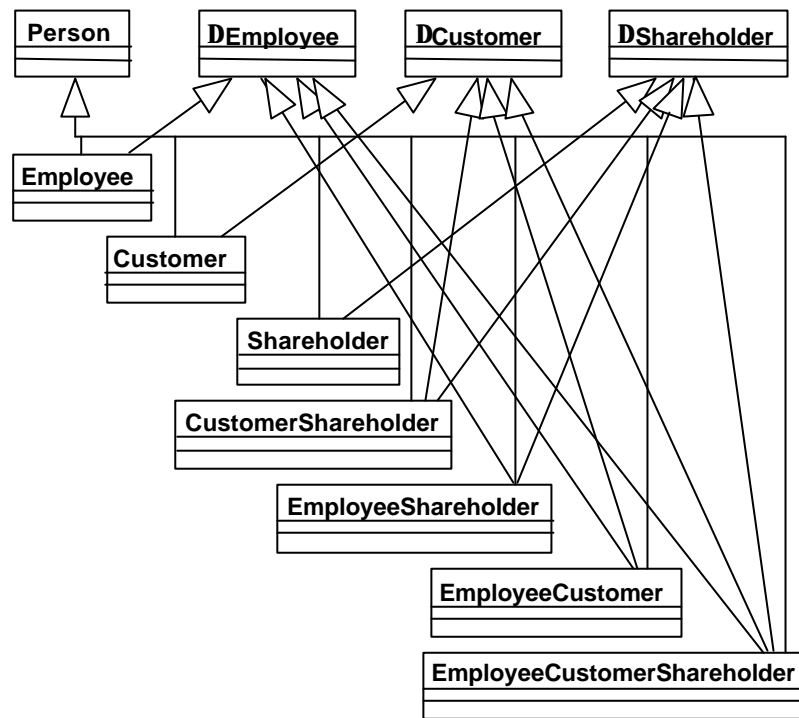 Person
DEmployee
DCustomer
DShareholder
Employee
Customer
Shareholder
CustomerShareholder
EmployeeShareholder
EmployeeCustomer
EmployeeCustomerShareholder